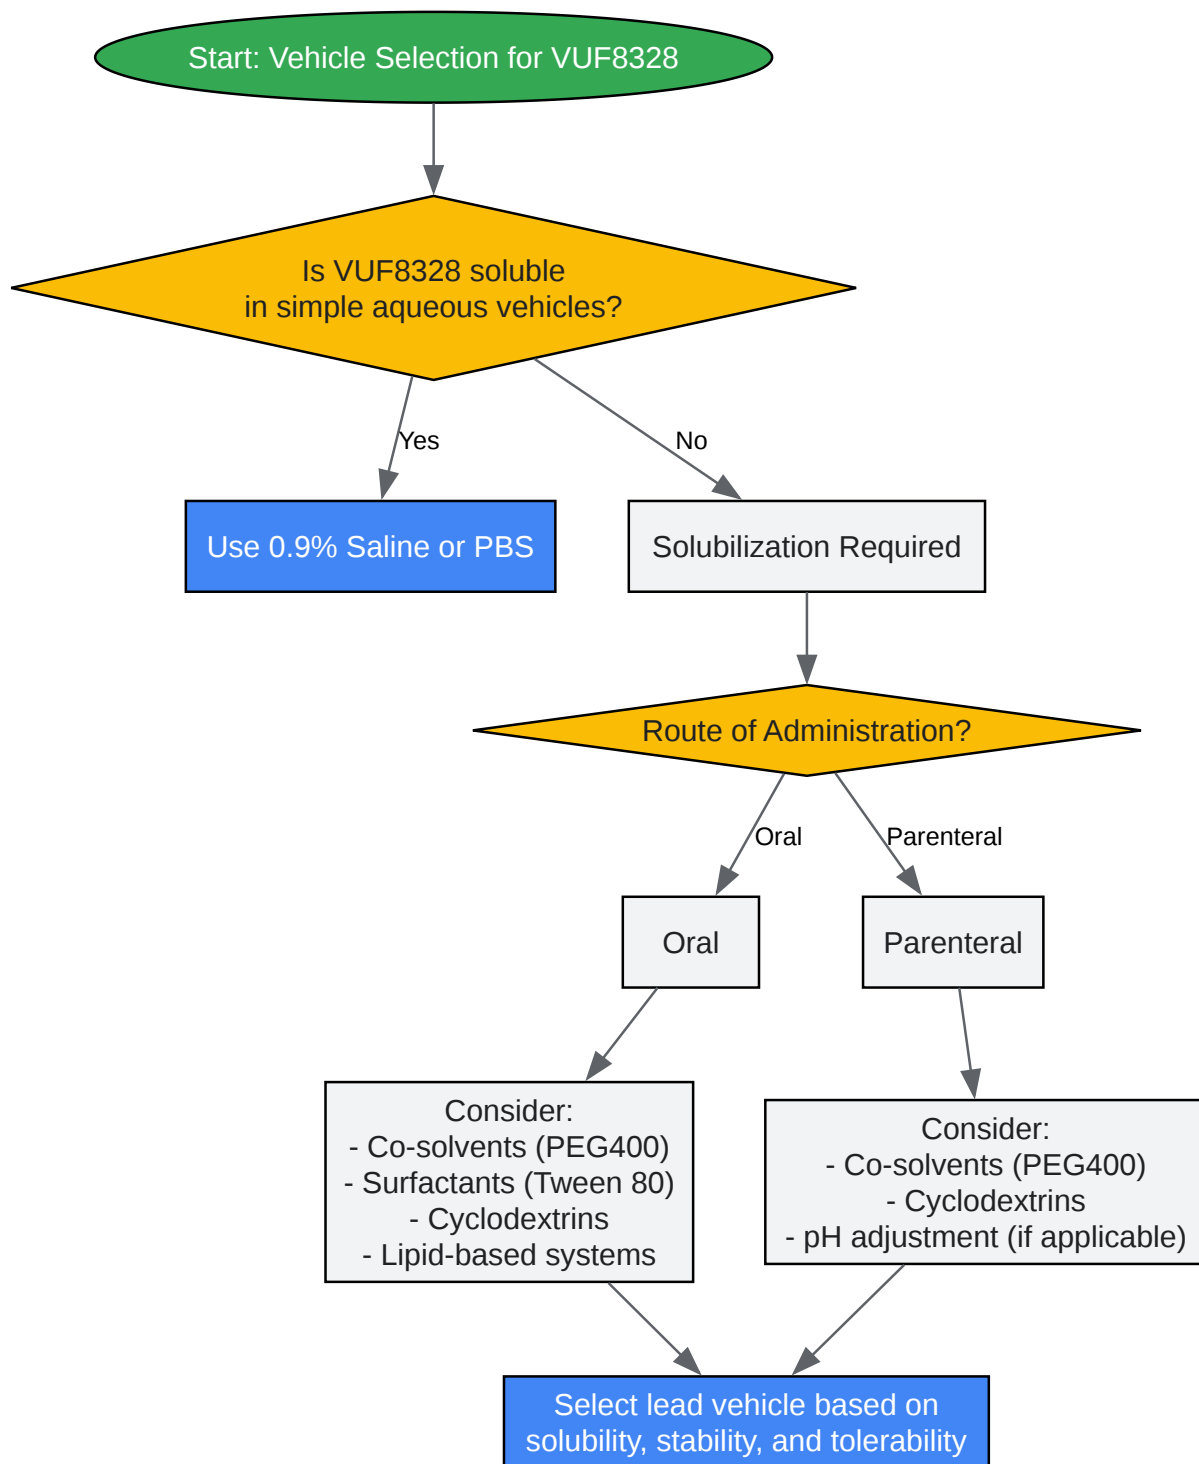 Start: Vehicle Selection for VUF8328
Is VUF8328 soluble
in simple aqueous vehicles?
Yes
No
Use 0.9% Saline or PBS
Solubilization Required
Route of Administration?
Oral
Parenteral
Oral
Parenteral
Consider:
- Co-solvents (PEG400)
- Surfactants (Tween 80)
- Cyclodextrins
- Lipid-based systems
Consider:
- Co-solvents (PEG400)
- Cyclodextrins
- pH adjustment (if applicable)
Select lead vehicle based on
solubility, stability, and tolerability